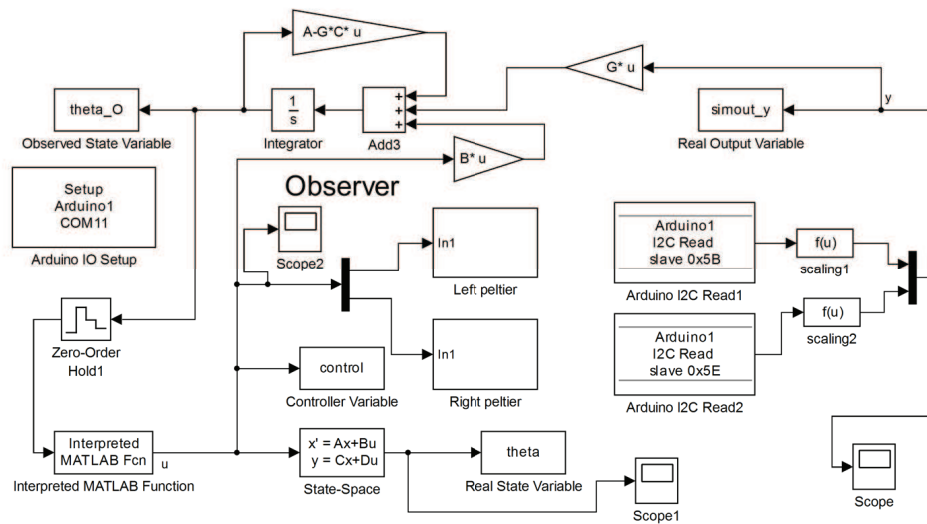 A-G*C* u
G* u
y
theta_O
Observed State Variable
1
s
Integrator
+
+
+
Add3
simout_y
Real Output Variable
B* u
Setup
Arduino1
COM11
Arduino IO Setup
Observer
Scope2
In1
Left peltier
Arduino1
I2C Read
slave 0x5B
Arduino I2C Read1
f(u)
scaling1
Zero-Order
Hold1
control
Controller Variable
In1
Right peltier
Arduino1
I2C Read
slave 0x5E
Arduino I2C Read2
f(u)
scaling2
Interpreted
MATLAB Fcn
Interpreted MATLAB Function
u
x' = Ax+Bu
y = Cx+Du
State-Space
theta
Real State Variable
Scope1
Scope